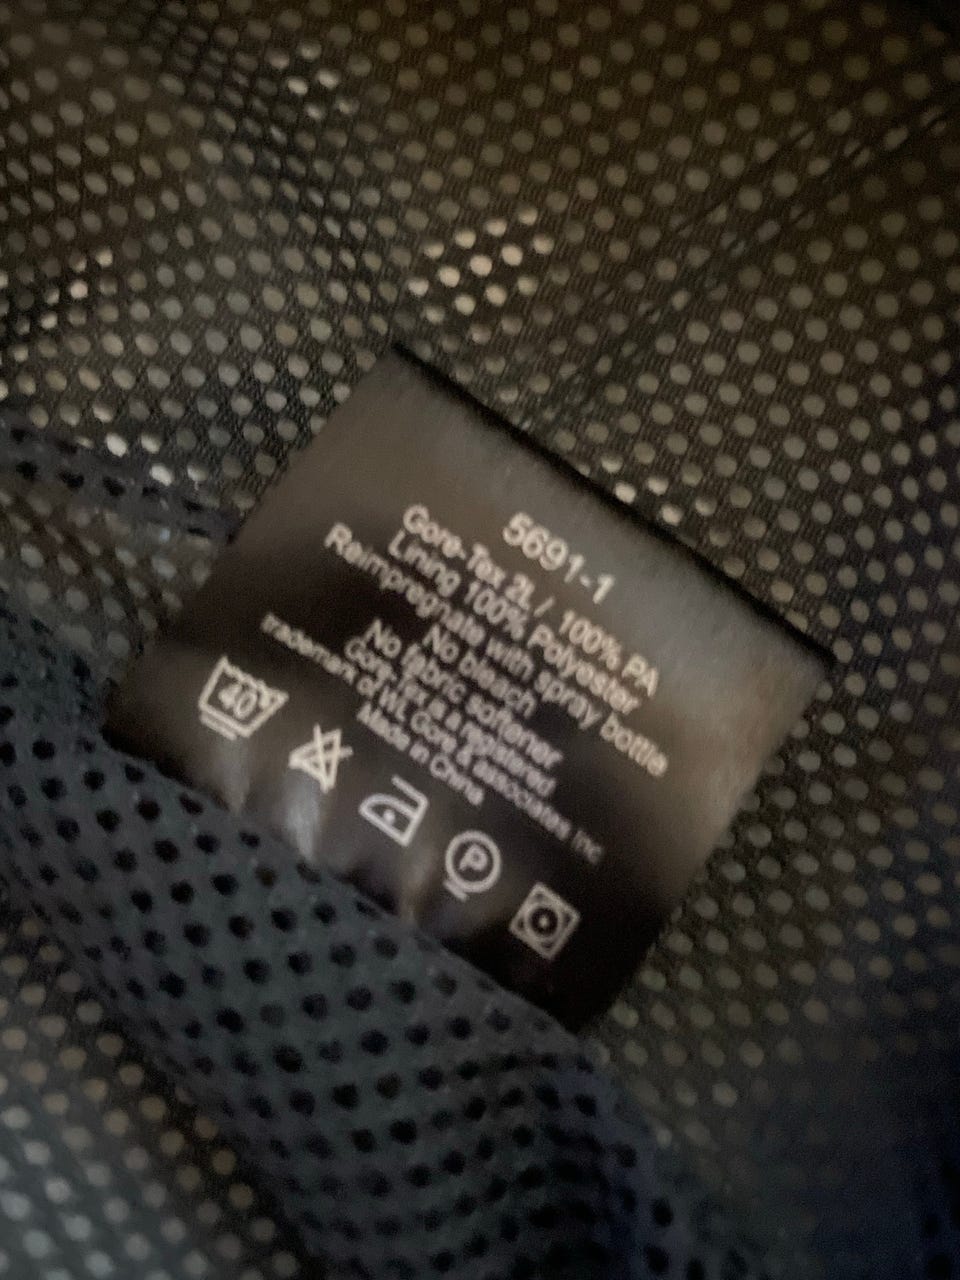 5691-1
Gore-Tex 2L / 100% PA
Lining 100% Polyester
Reimpregnate with spray bottle
No bleach
No fabric softener
Gore-Tex is a registered
trademark of WL Gore & associates inc
Made in China
40
P